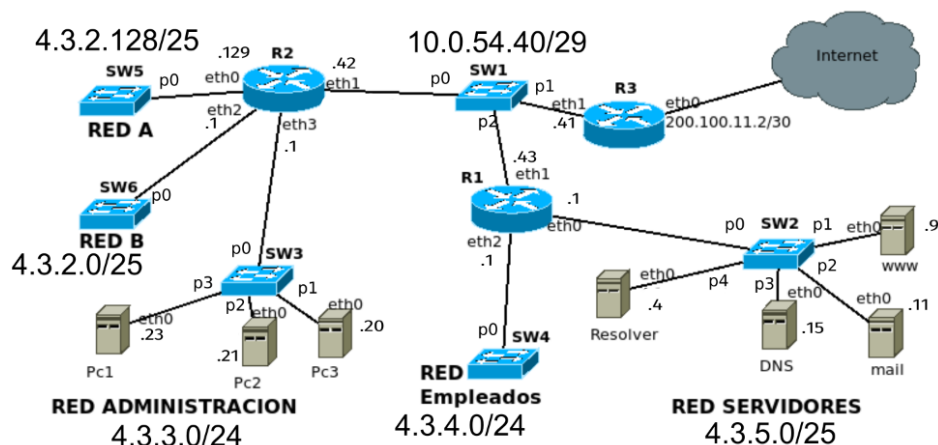 4.3.2.128/25
10.0.54.40/29
R2
.129
.42
SW5
p0
eth0
eth1
p0
SW1
p1
Internet
RED A
eth2
.1
eth3
.1
p2
eth1
.41
R3
eth0
200.100.11.2/30
SW6
p0
RED B
4.3.2.0/25
.43
eth1
R1
.1
eth0
eth2
.1
p0
SW2
p1
eth0
.9
www
p0
SW3
p3
p2
p1
eth0
.23
Pc1
eth0
.21
Pc2
eth0
.20
Pc3
p4
p3
p2
eth0
.4
Resolver
eth0
.15
DNS
eth0
.11
mail
p0
SW4
RED
Empleados
4.3.4.0/24
RED ADMINISTRACION
4.3.3.0/24
RED SERVIDORES
4.3.5.0/25